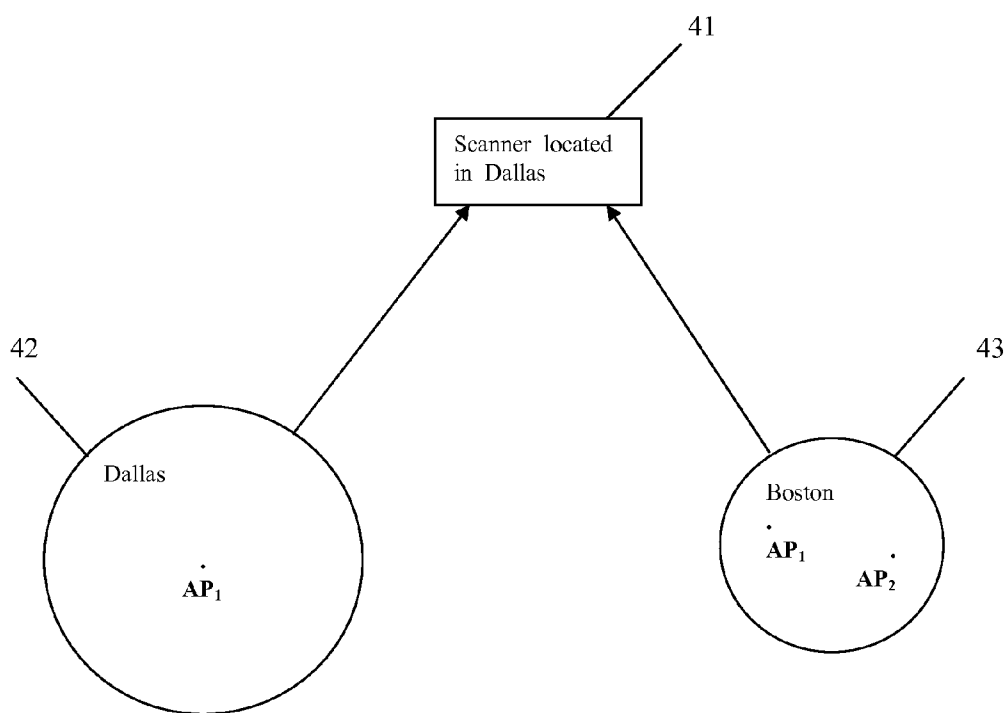 41
Scanner located
in Dallas
42
43
Dallas
Boston
AP₁
AP₂
AP₁